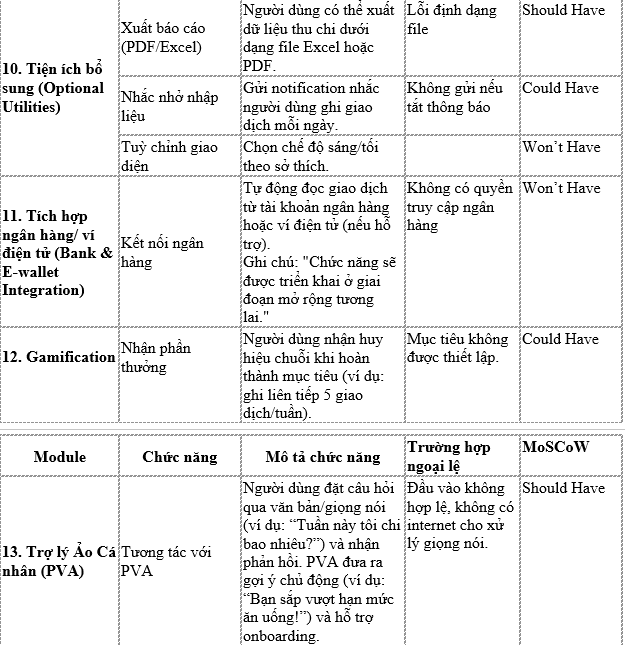 10. Tiện ích bổ
sung (Optional
Utilities)
Xuất báo cáo
(PDF/Excel)
Người dùng có thể xuất
dữ liệu thu chi dưới
dạng file Excel hoặc
PDF.
Lỗi định dạng
file
Should Have
Nhắc nhở nhập
liệu
Gửi notification nhắc
người dùng ghi giao
dịch mỗi ngày.
Không gửi nếu
tắt thông báo
Could Have
Tuỳ chỉnh giao
diện
Chọn chế độ sáng/tối
theo sở thích.
Won’t Have
11. Tích hợp
ngân hàng/ ví
điện tử (Bank &
E-wallet
Integration)
Kết nối ngân
hàng
Tự động đọc giao dịch
từ tài khoản ngân hàng
hoặc ví điện tử (nếu hỗ
trợ).
Ghi chú: "Chức năng sẽ
được triển khai ở giai
đoạn mở rộng tương
lai."
Không có quyền
truy cập ngân
hàng
Won’t Have
12. Gamification
Nhận phần
thưởng
Người dùng nhận huy
hiệu chuỗi khi hoàn
thành mục tiêu (ví dụ:
ghi liên tiếp 5 giao
dịch/tuần).
Mục tiêu không
được thiết lập.
Could Have
Module
Chức năng
Mô tả chức năng
Trường hợp
ngoại lệ
MoSCoW
13. Trợ lý Ảo Cá
nhân (PVA)
Tương tác với
PVA
Người dùng đặt câu hỏi
qua văn bản/giọng nói
(ví dụ: “Tuần này tôi chi
bao nhiêu?”) và nhận
phản hồi. PVA đưa ra
gợi ý chủ động (ví dụ:
“Bạn sắp vượt hạn mức
ăn uống!”) và hỗ trợ
onboarding.
Đầu vào không
hợp lệ, không có
internet cho xử
lý giọng nói.
Should Have